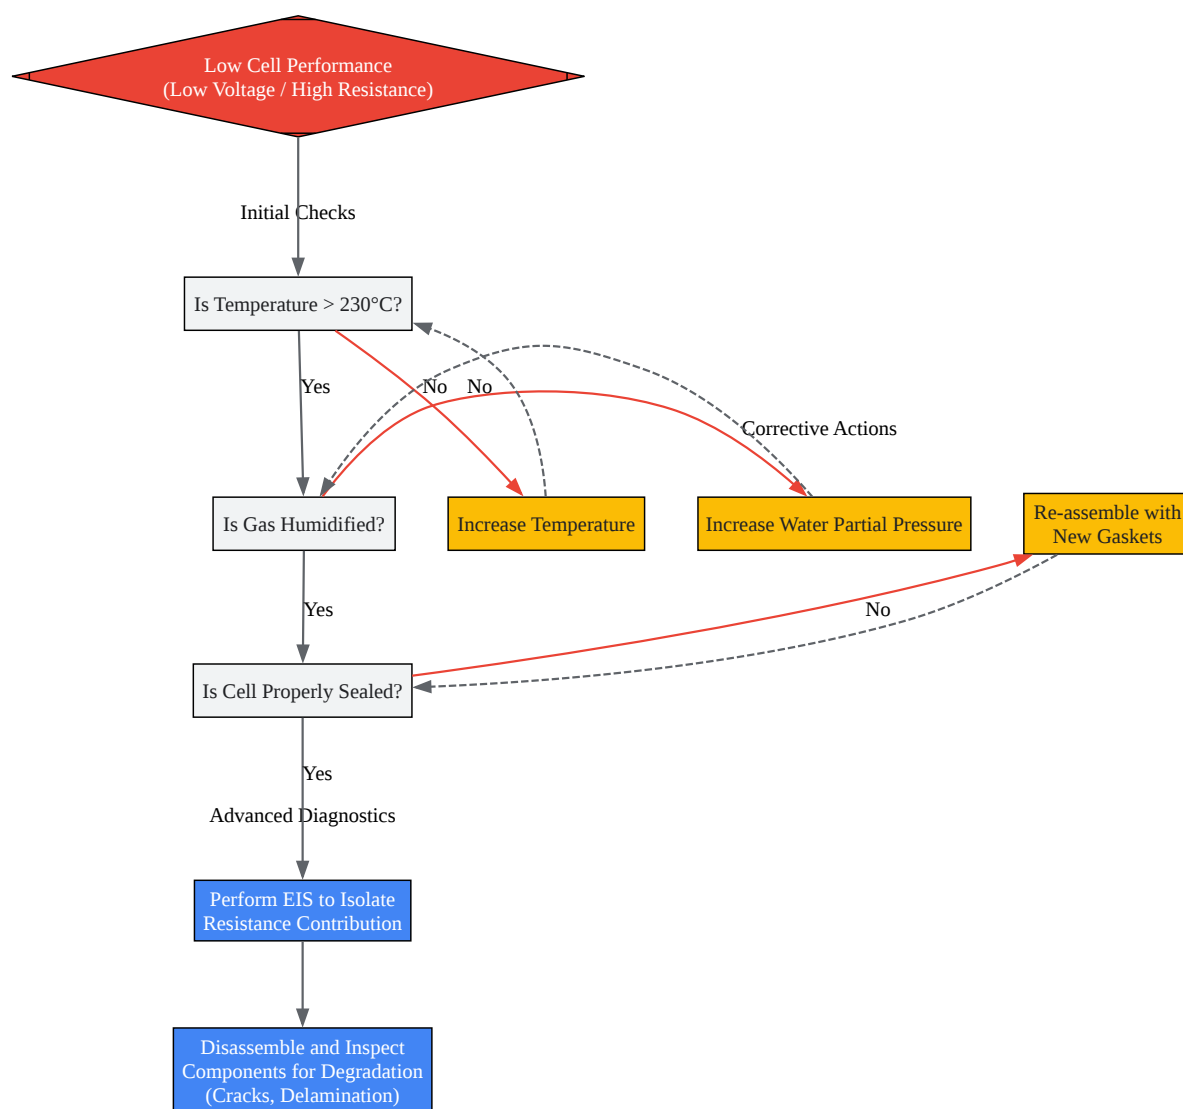 Low Cell Performance
(Low Voltage / High Resistance)
Initial Checks
Is Temperature > 230°C?
Yes
No
No
Corrective Actions
Is Gas Humidified?
Increase Temperature
Increase Water Partial Pressure
Re-assemble with
New Gaskets
Yes
No
Is Cell Properly Sealed?
Yes
Advanced Diagnostics
Perform EIS to Isolate
Resistance Contribution
Disassemble and Inspect
Components for Degradation
(Cracks, Delamination)